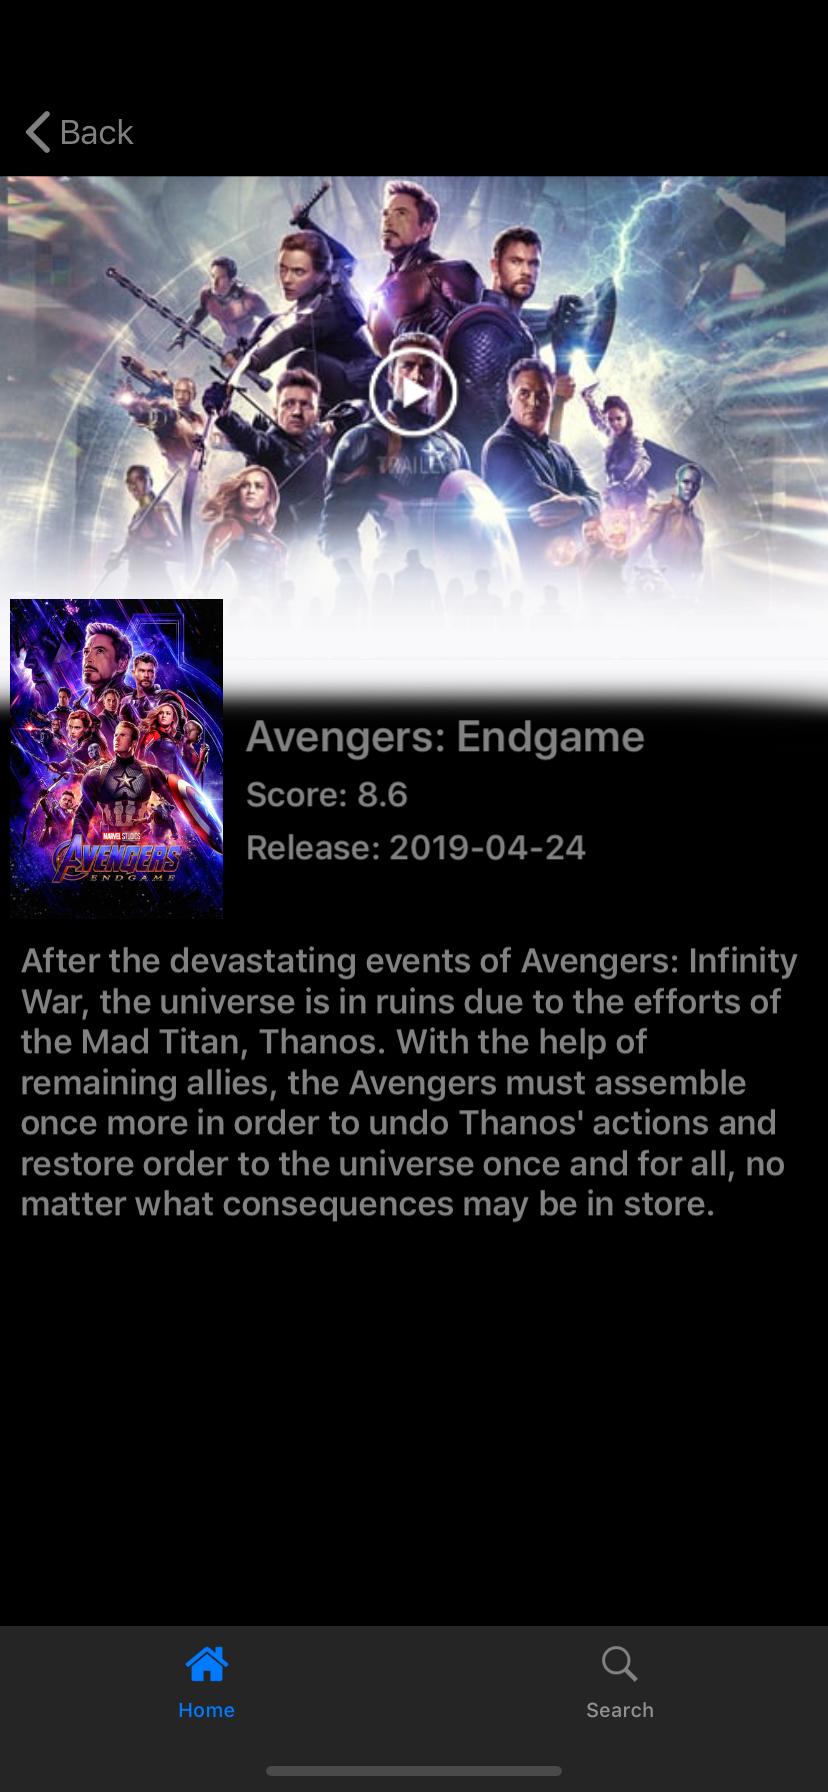 Back
TRAILER
MARVEL STUDIOS
AVENGERS
ENDGAME
Avengers: Endgame
Score: 8.6
Release: 2019-04-24
After the devastating events of Avengers: Infinity
War, the universe is in ruins due to the efforts of
the Mad Titan, Thanos. With the help of
remaining allies, the Avengers must assemble
once more in order to undo Thanos' actions and
restore order to the universe once and for all, no
matter what consequences may be in store.
Home
Search